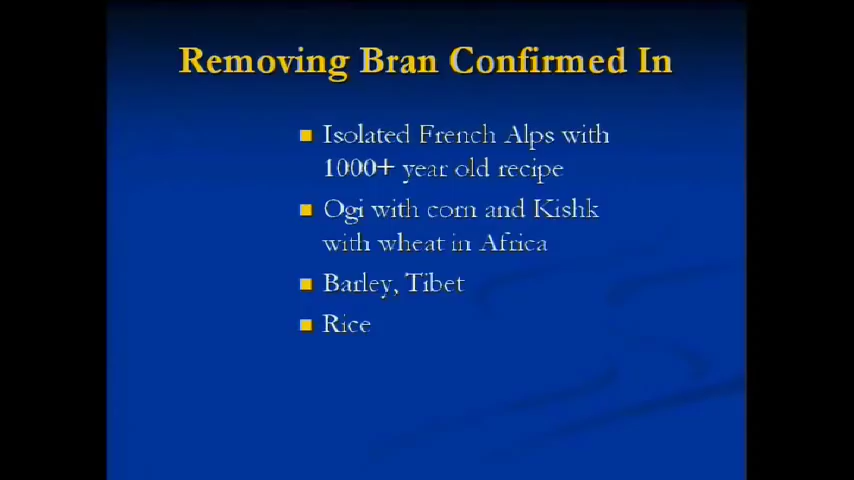 Removing Bran Confirmed In
Isolated French Alps with
1000+ year old recipe
Ogi with corn and Kishk
with wheat in Africa
Barley, Tibet
Rice